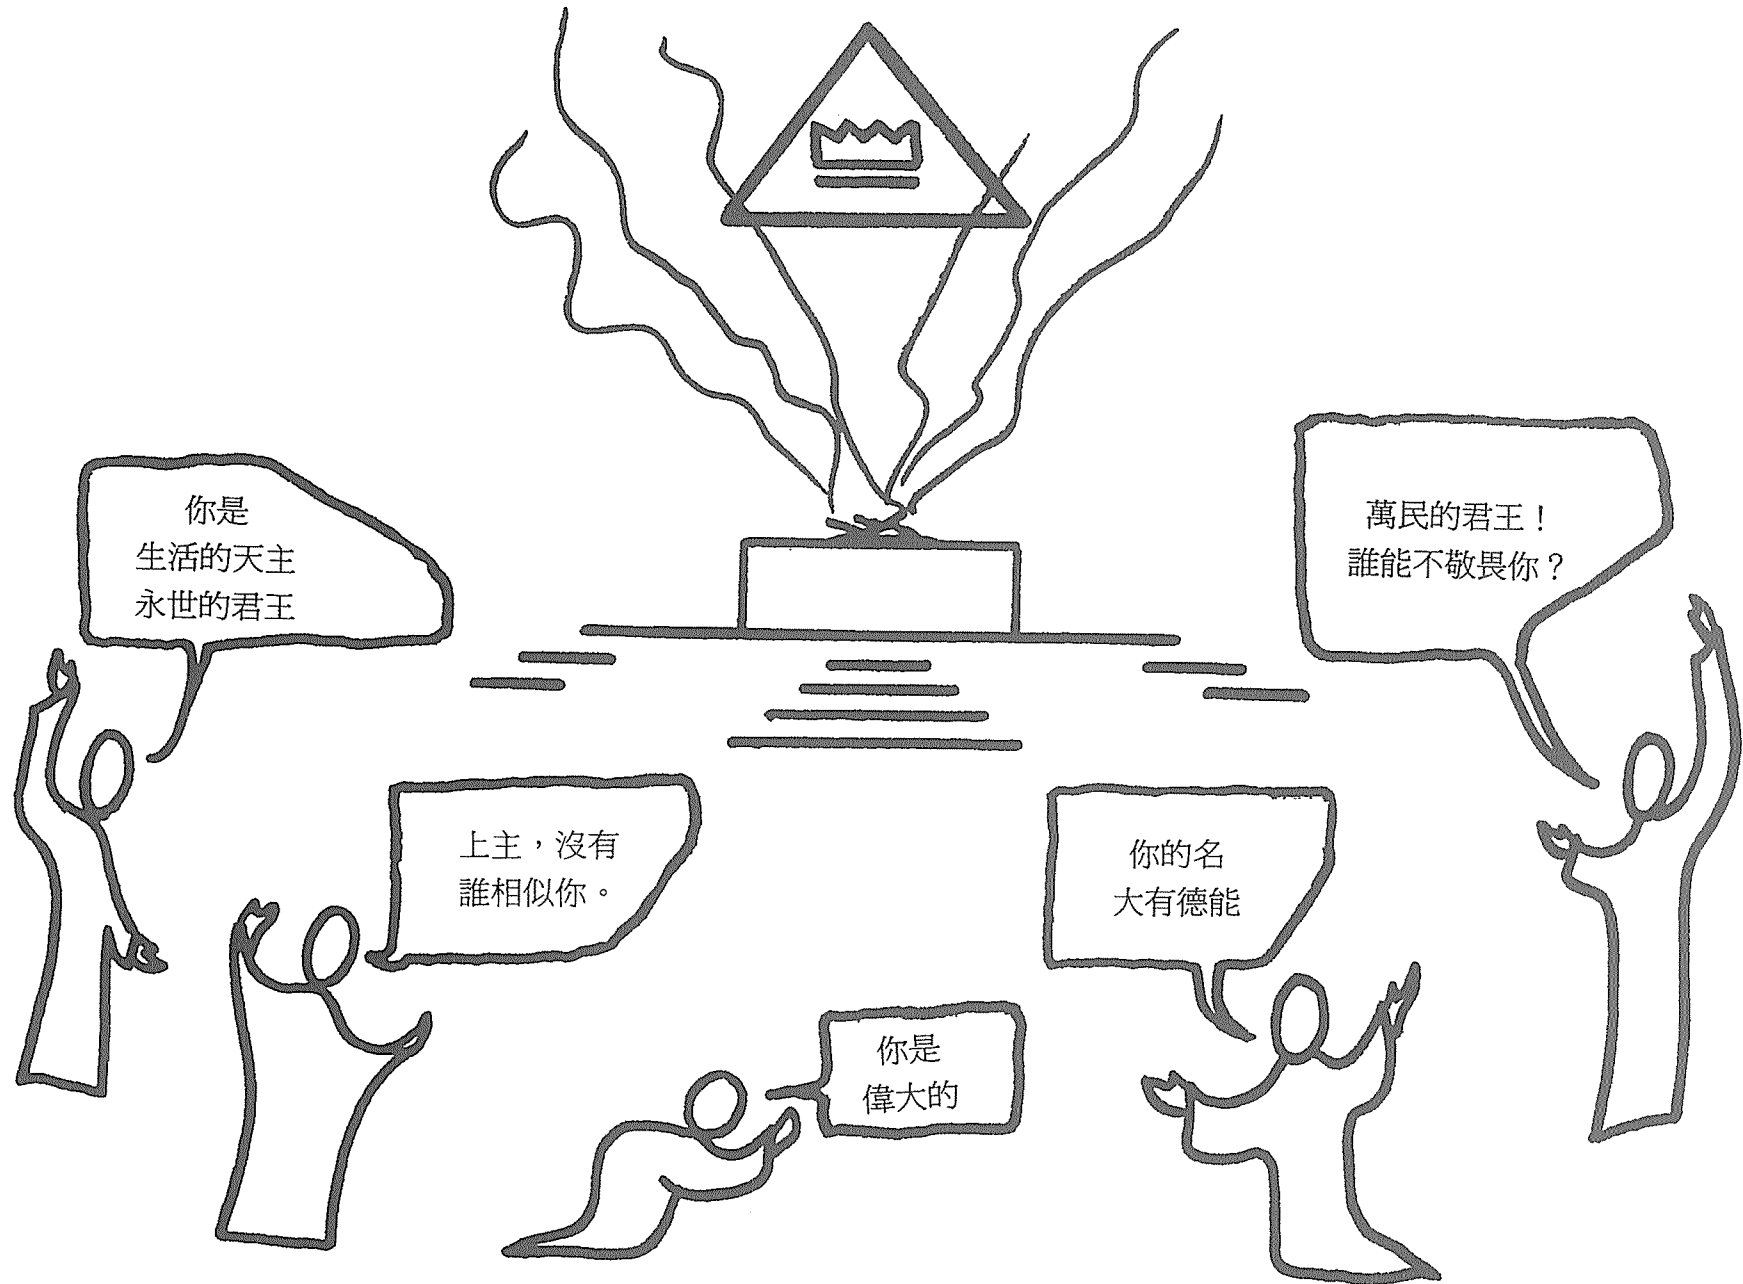 你是
生活的天主
永世的君王
萬民的君王！
誰能不敬畏你？
上主，沒有
誰相似你。
你的名
大有德能
你是
偉大的